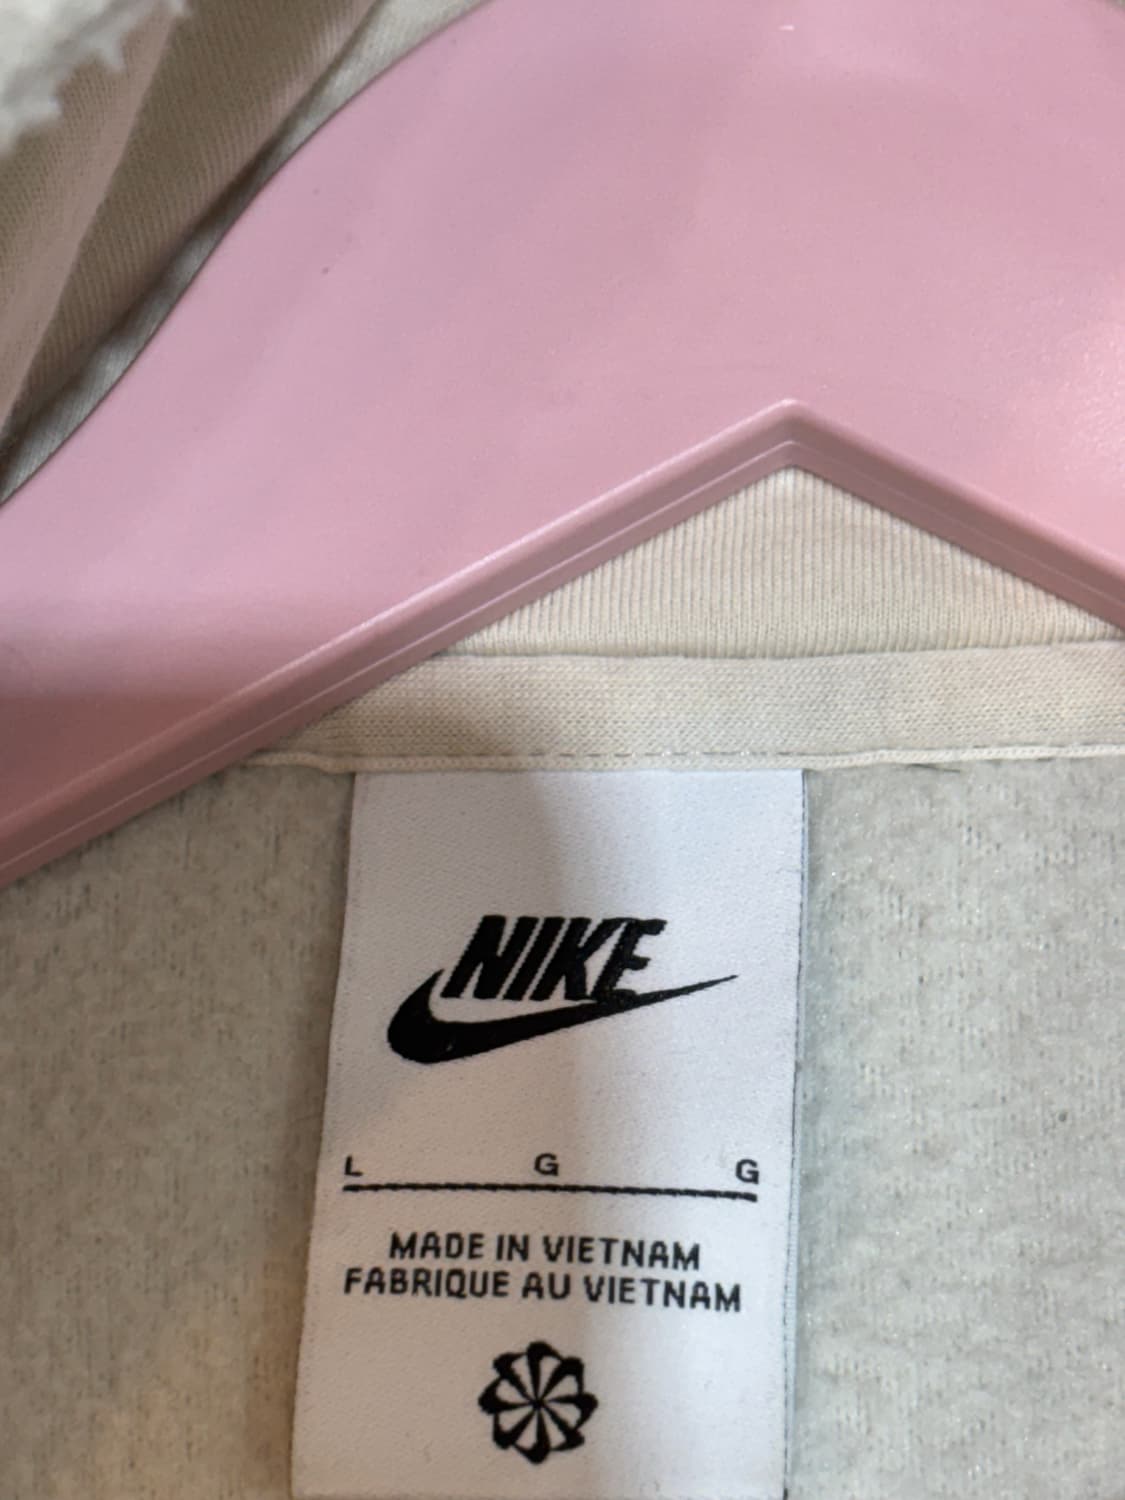 NIKE
L G G
MADE IN VIETNAM
FABRIQUE AU VIETNAM